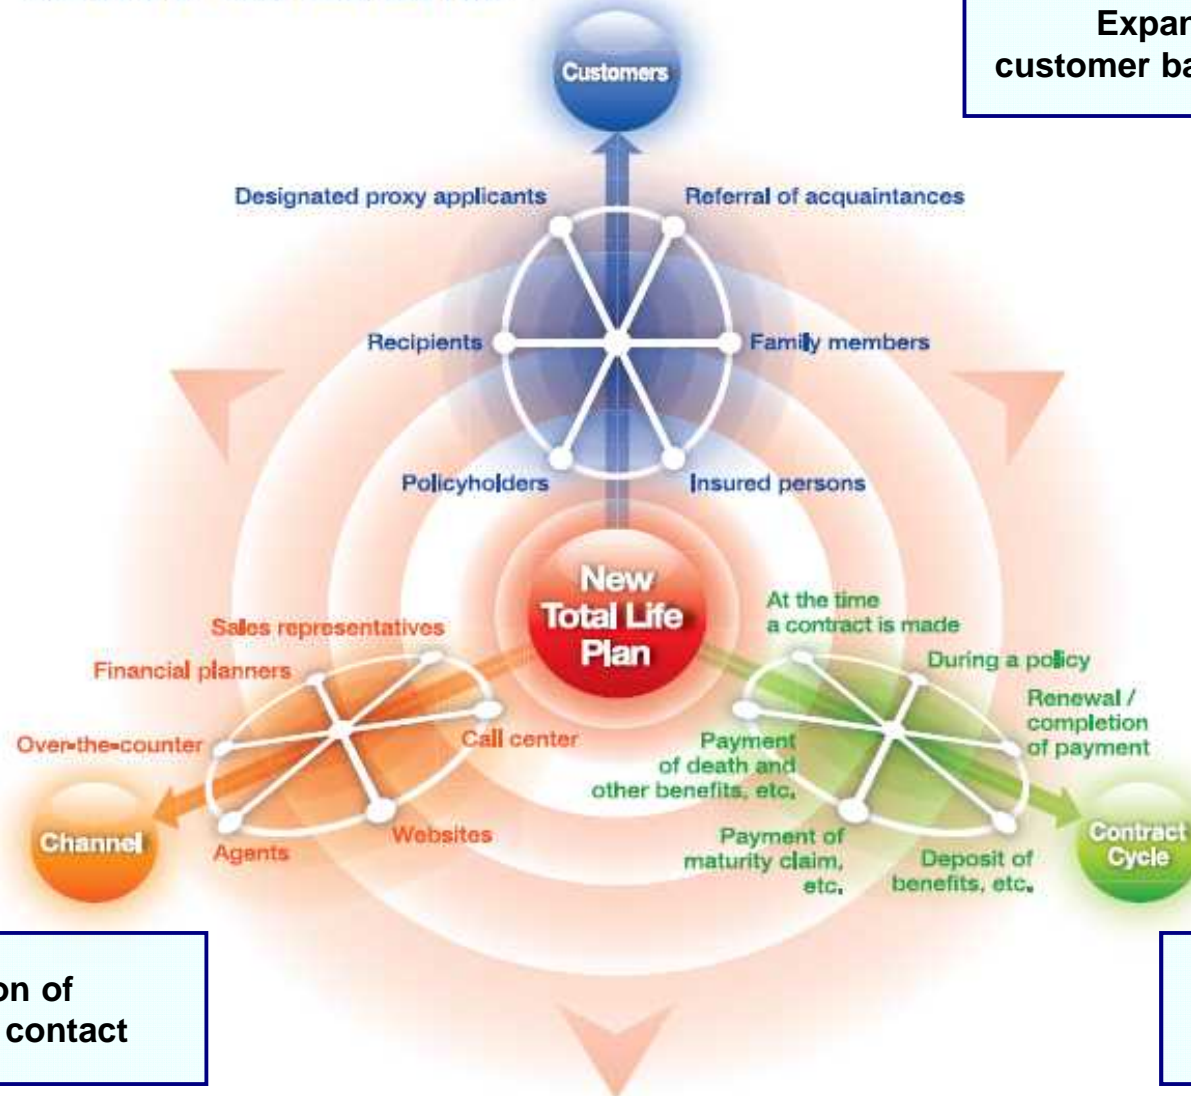 Expan
customer ba
Customers
Designated proxy applicants
Referral of acquaintances
Recipients
Family members
Policyholders
Insured persons
New
Total Life
Plan
At the time
a contract is made
Sales representatives
During a policy
Financial planners
Renewal /
completion
of payment
Over-the-counter
Call center
Payment
of death and
other benefits, etc.
Channel
Websites
Agents
Payment of
maturity claim,
etc.
Deposit of
benefits, etc.
Contract
Cycle
on of
contact